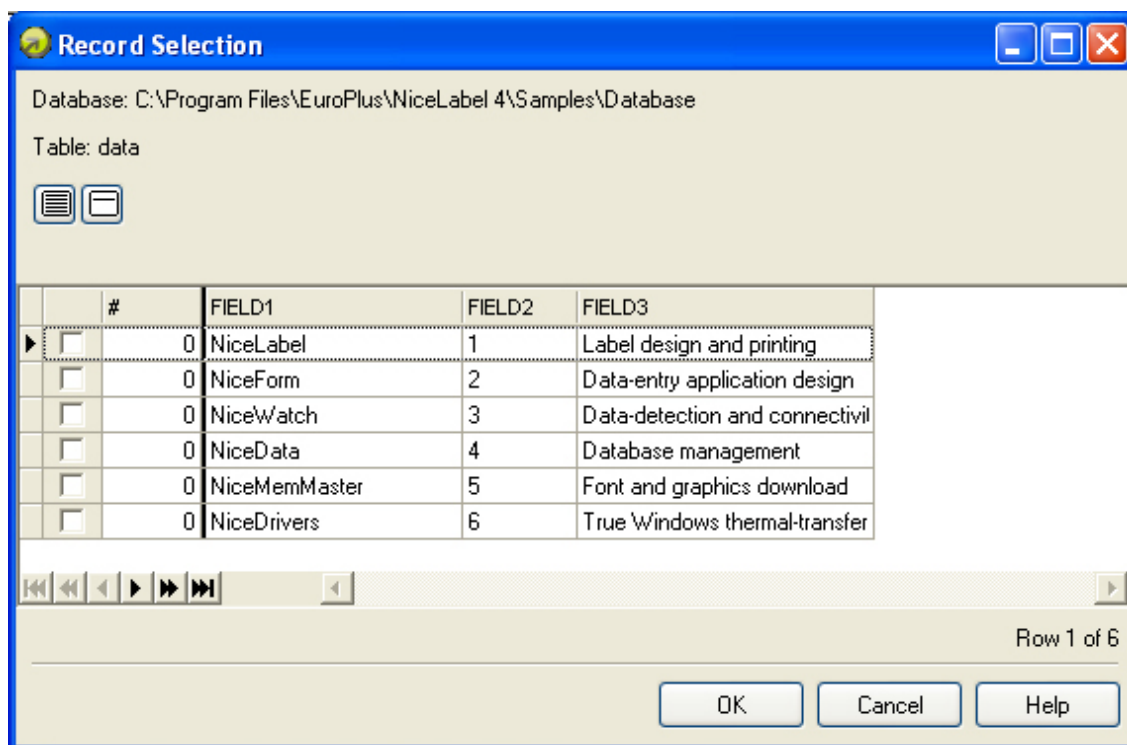 Record Selection
Database: C:\Program Files\EuroPlus\NiceLabel 4\Samples\Database
Table: data
# FIELD1 FIELD2 FIELD3
0 NiceLabel 1 Label design and printing
0 NiceForm 2 Data-entry application design
0 NiceWatch 3 Data-detection and connectivit
0 NiceData 4 Database management
0 NiceMemMaster 5 Font and graphics download
0 NiceDrivers 6 True Windows thermal-transfer
Row 1 of 6
OK Cancel Help